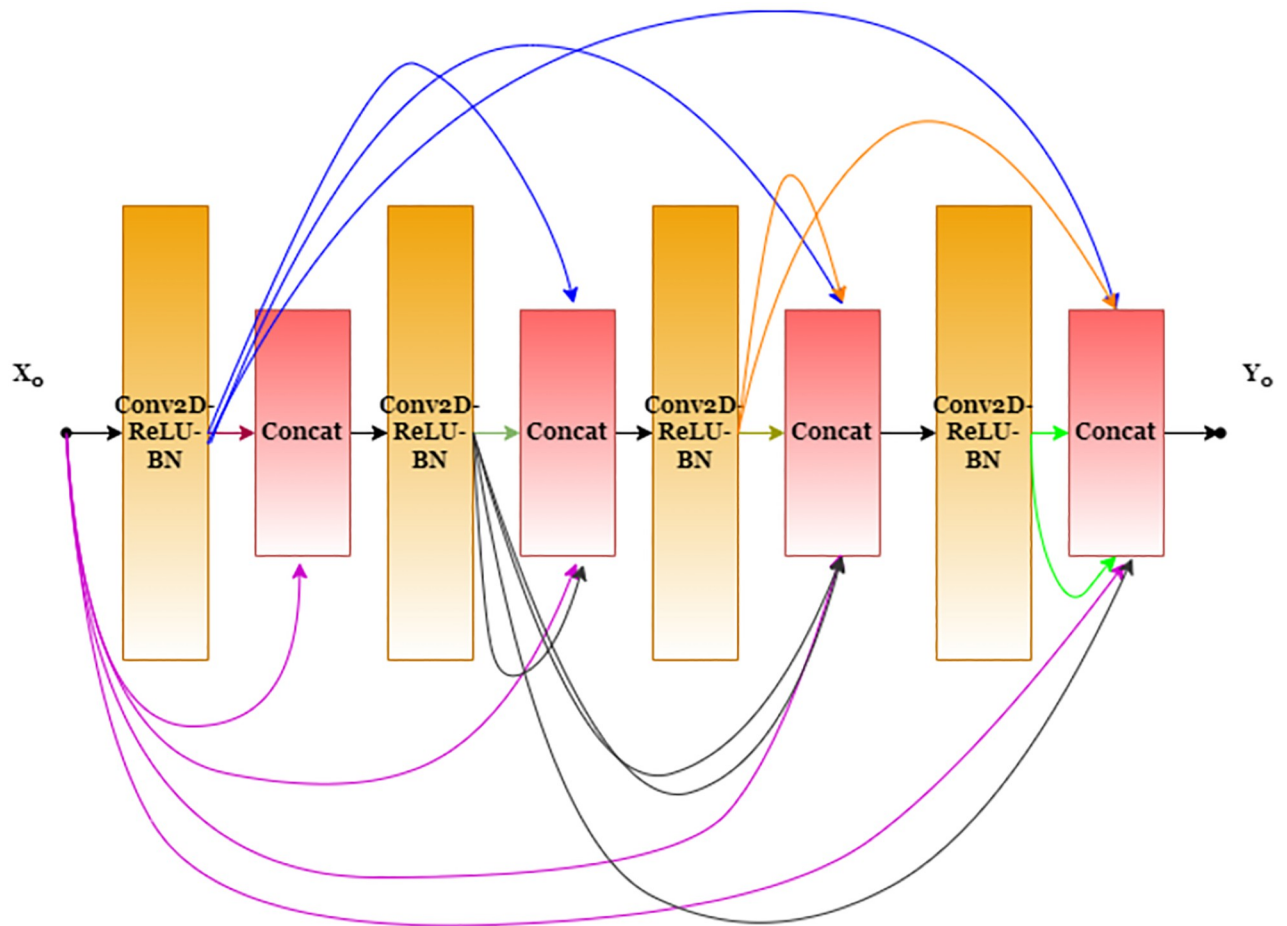 Xo
Conv2D-
ReLU-
BN
Concat
Conv2D-
ReLU-
BN
Concat
Conv2D-
ReLU-
BN
Concat
Conv2D-
ReLU-
BN
Concat
Yo